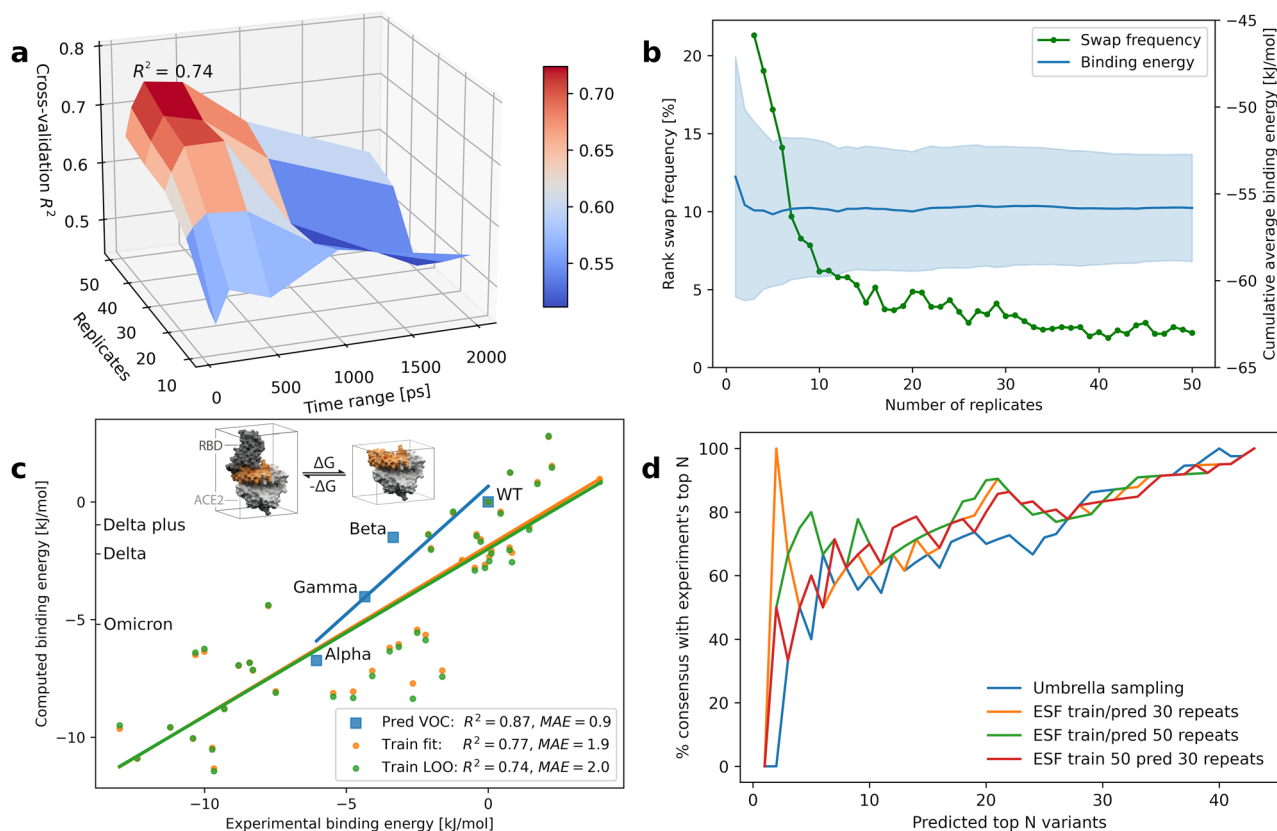 a
0.8
0.7
0.6
0.5
Cross-validation R²
R² = 0.74
50
40
30
20
10
Replicates
0
500
1000
1500
2000
Time range [ps]
0.70
0.65
0.60
0.55
b
20
15
10
5
0
Rank swap frequency [%]
Swap frequency
Binding energy
−45
−50
−55
−60
−65
Cumulative average binding energy [kJ/mol]
0
10
20
30
40
50
Number of replicates
c
RBD
ACE2
ΔG
-ΔG
0
−5
−10
Computed binding energy [kJ/mol]
Delta plus
Delta
Omicron
WT
Beta
Gamma
Alpha
Pred VOC: R² = 0.87, MAE = 0.9
Train fit: R² = 0.77, MAE = 1.9
Train LOO: R² = 0.74, MAE = 2.0
−10
−5
0
Experimental binding energy [kJ/mol]
d
100
80
60
40
20
0
% consensus with experiment's top N
Umbrella sampling
ESF train/pred 30 repeats
ESF train/pred 50 repeats
ESF train 50 pred 30 repeats
0
10
20
30
40
Predicted top N variants